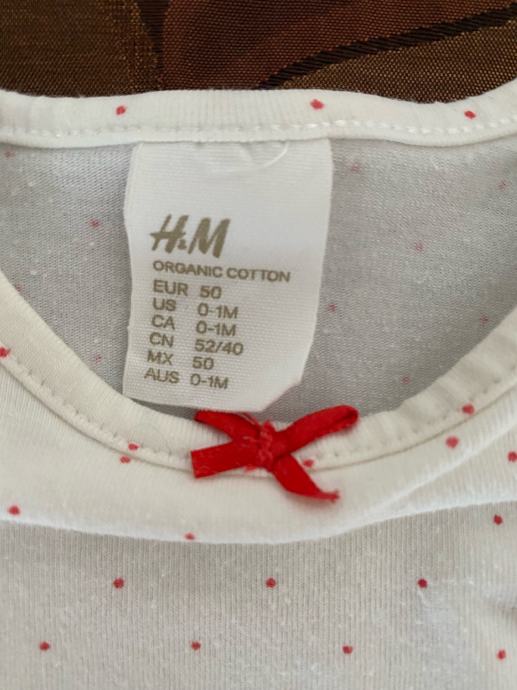 H&M
ORGANIC COTTON
EUR 50
US 0-1M
CA 0-1M
CN 52/40
MX 50
AUS 0-1M